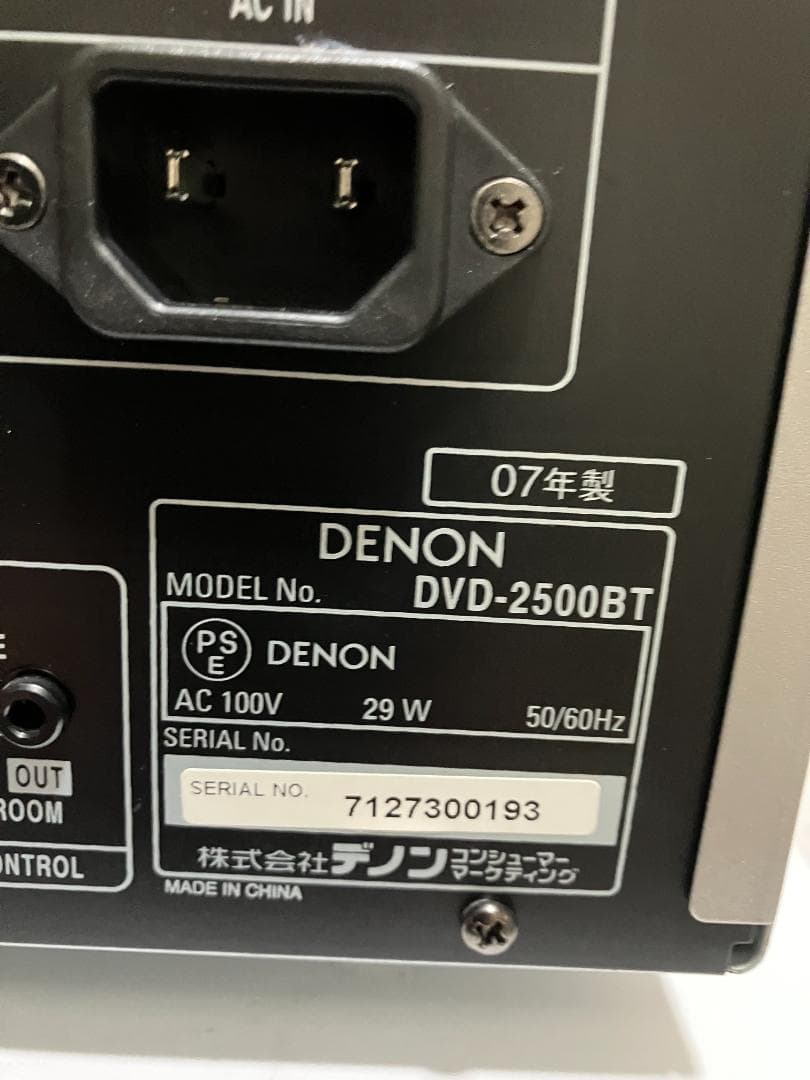 AC IN
07年製
DENON
MODEL No. DVD-2500BT
PS
E
DENON
AC 100V 29 W 50/60Hz
SERIAL No.
SERIAL NO. 7127300193
株式会社デノン コンシューマー
マーケティング
MADE IN CHINA
OUT
ROOM